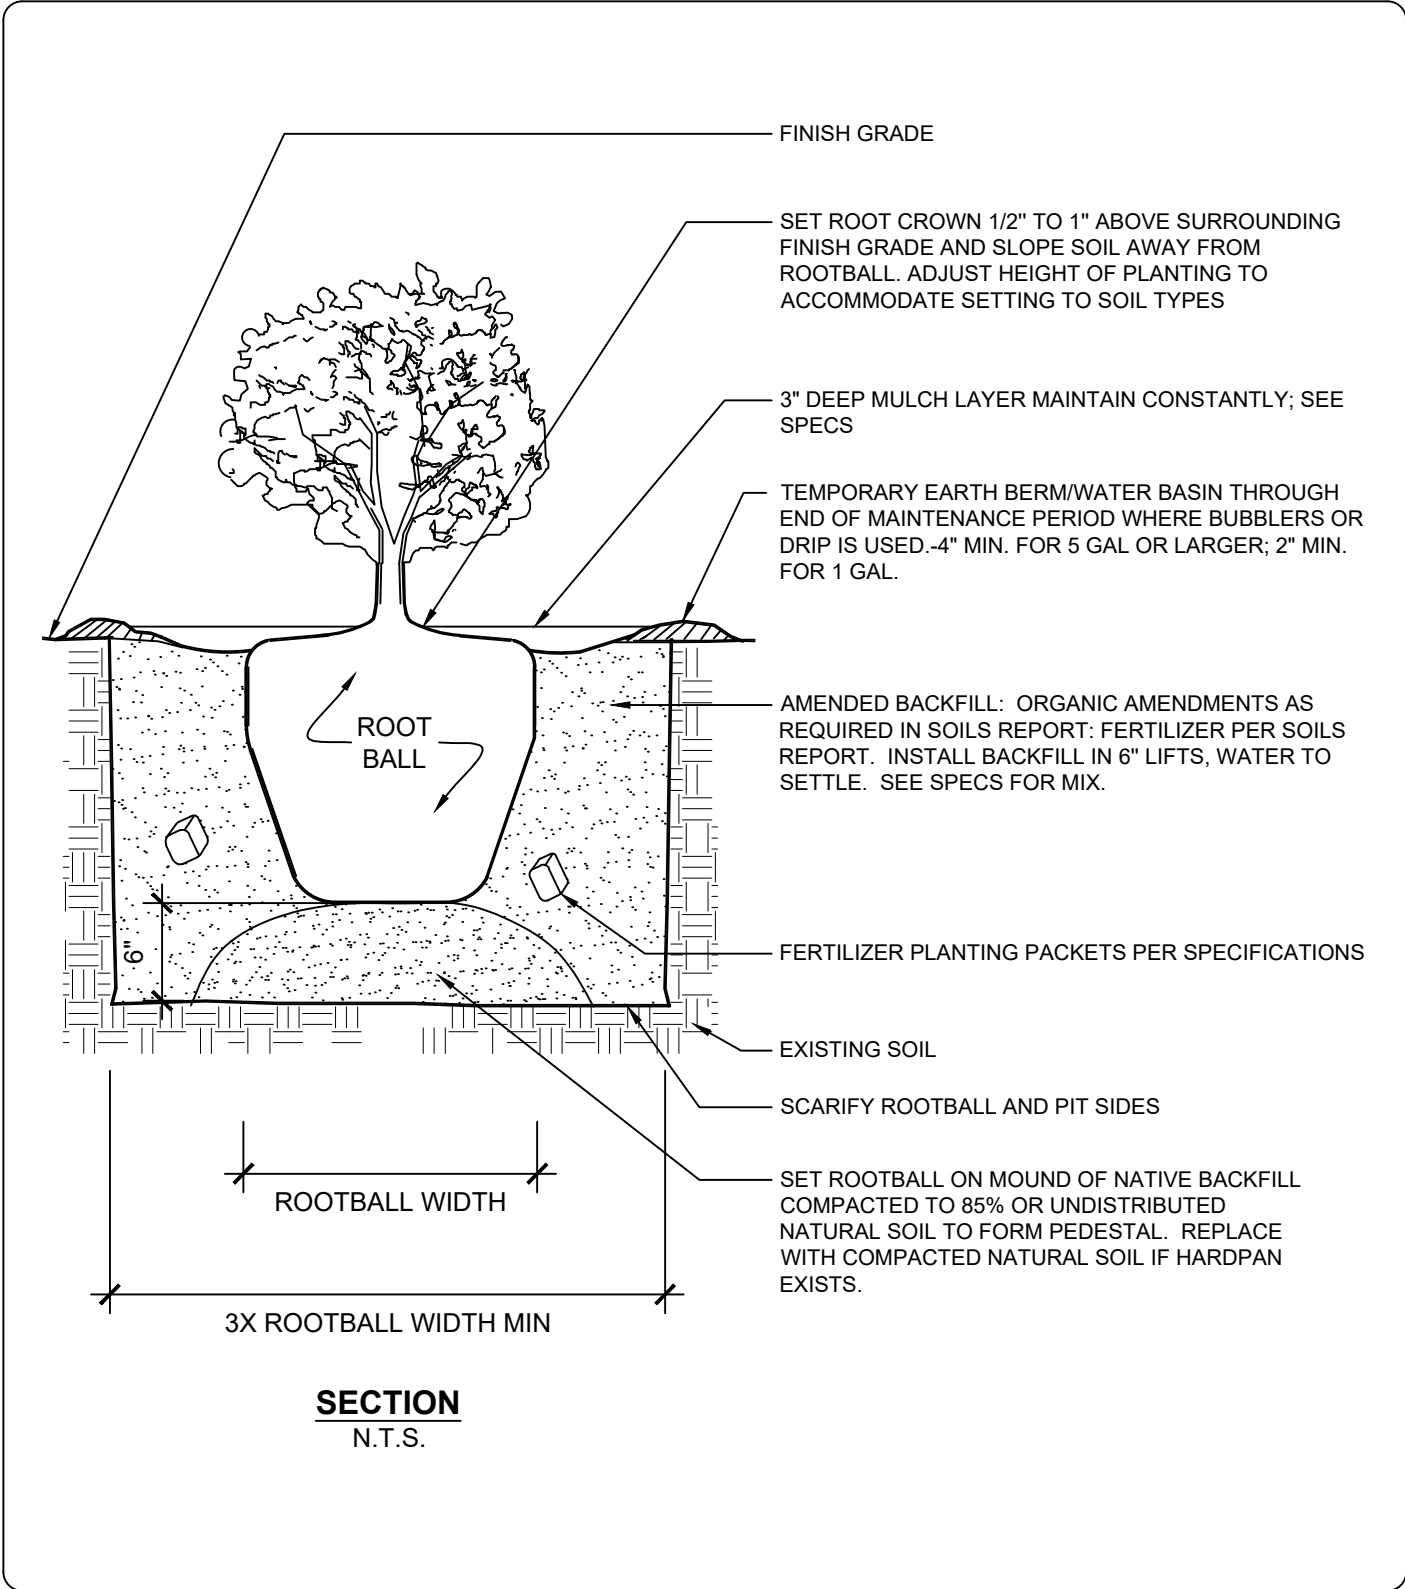 FINISH GRADE
SET ROOT CROWN 1/2" TO 1" ABOVE SURROUNDING
FINISH GRADE AND SLOPE SOIL AWAY FROM
ROOTBALL. ADJUST HEIGHT OF PLANTING TO
ACCOMMODATE SETTING TO SOIL TYPES
3" DEEP MULCH LAYER MAINTAIN CONSTANTLY; SEE
SPECS
TEMPORARY EARTH BERM/WATER BASIN THROUGH
END OF MAINTENANCE PERIOD WHERE BUBBLERS OR
DRIP IS USED.-4" MIN. FOR 5 GAL OR LARGER; 2" MIN.
FOR 1 GAL.
AMENDED BACKFILL: ORGANIC AMENDMENTS AS
REQUIRED IN SOILS REPORT: FERTILIZER PER SOILS
REPORT. INSTALL BACKFILL IN 6" LIFTS, WATER TO
SETTLE. SEE SPECS FOR MIX.
ROOT
BALL
6"
FERTILIZER PLANTING PACKETS PER SPECIFICATIONS
EXISTING SOIL
SCARIFY ROOTBALL AND PIT SIDES
SET ROOTBALL ON MOUND OF NATIVE BACKFILL
COMPACTED TO 85% OR UNDISTRIBUTED
NATURAL SOIL TO FORM PEDESTAL. REPLACE
WITH COMPACTED NATURAL SOIL IF HARDPAN
EXISTS.
ROOTBALL WIDTH
3X ROOTBALL WIDTH MIN
SECTION
N.T.S.